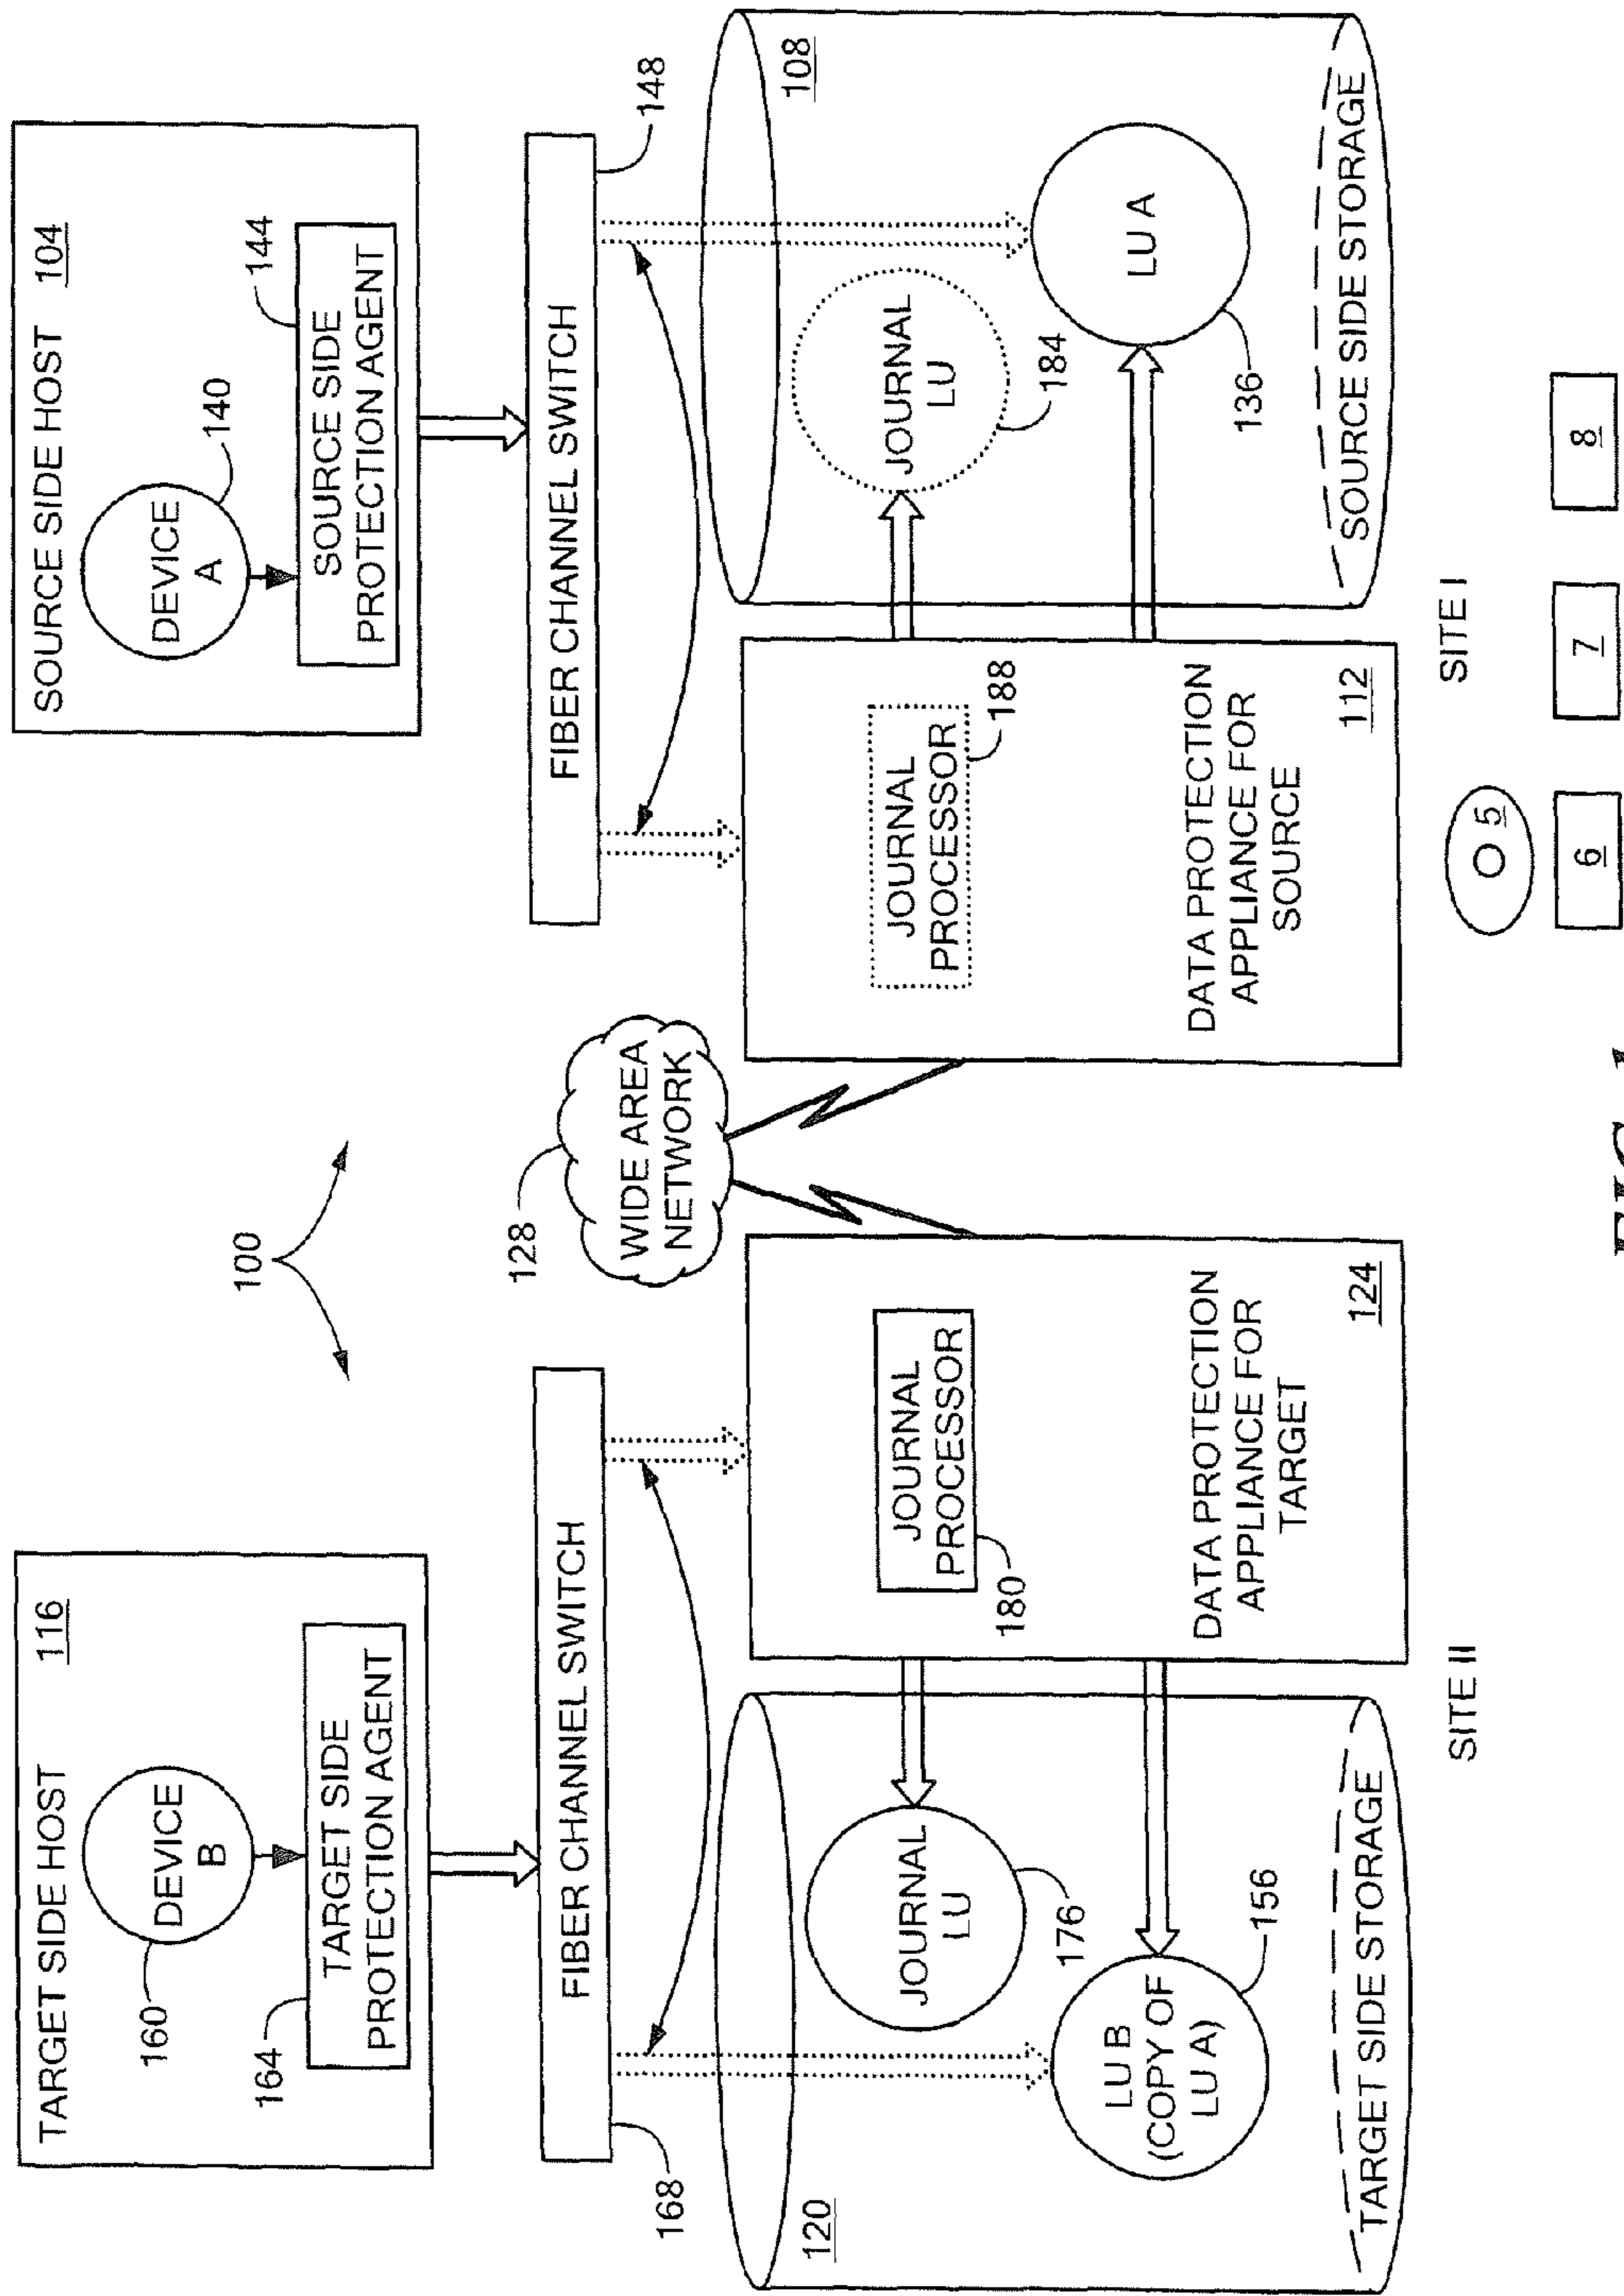 100
TARGET SIDE HOST 116
DEVICE
B
160
164
TARGET SIDE
PROTECTION AGENT
FIBER CHANNEL SWITCH
168
120
JOURNAL
LU
176
LU B
(COPY OF
LU A)
156
TARGET SIDE STORAGE
JOURNAL
PROCESSOR
180
DATA PROTECTION
APPLIANCE FOR
TARGET
124
SITE II
128
WIDE AREA
NETWORK
SOURCE SIDE HOST 104
DEVICE
A
140
144
SOURCE SIDE
PROTECTION AGENT
FIBER CHANNEL SWITCH
148
JOURNAL
PROCESSOR
188
DATA PROTECTION
APPLIANCE FOR
SOURCE
112
108
JOURNAL
LU
184
LU A
136
SOURCE SIDE STORAGE
SITE I
5
6
7
8